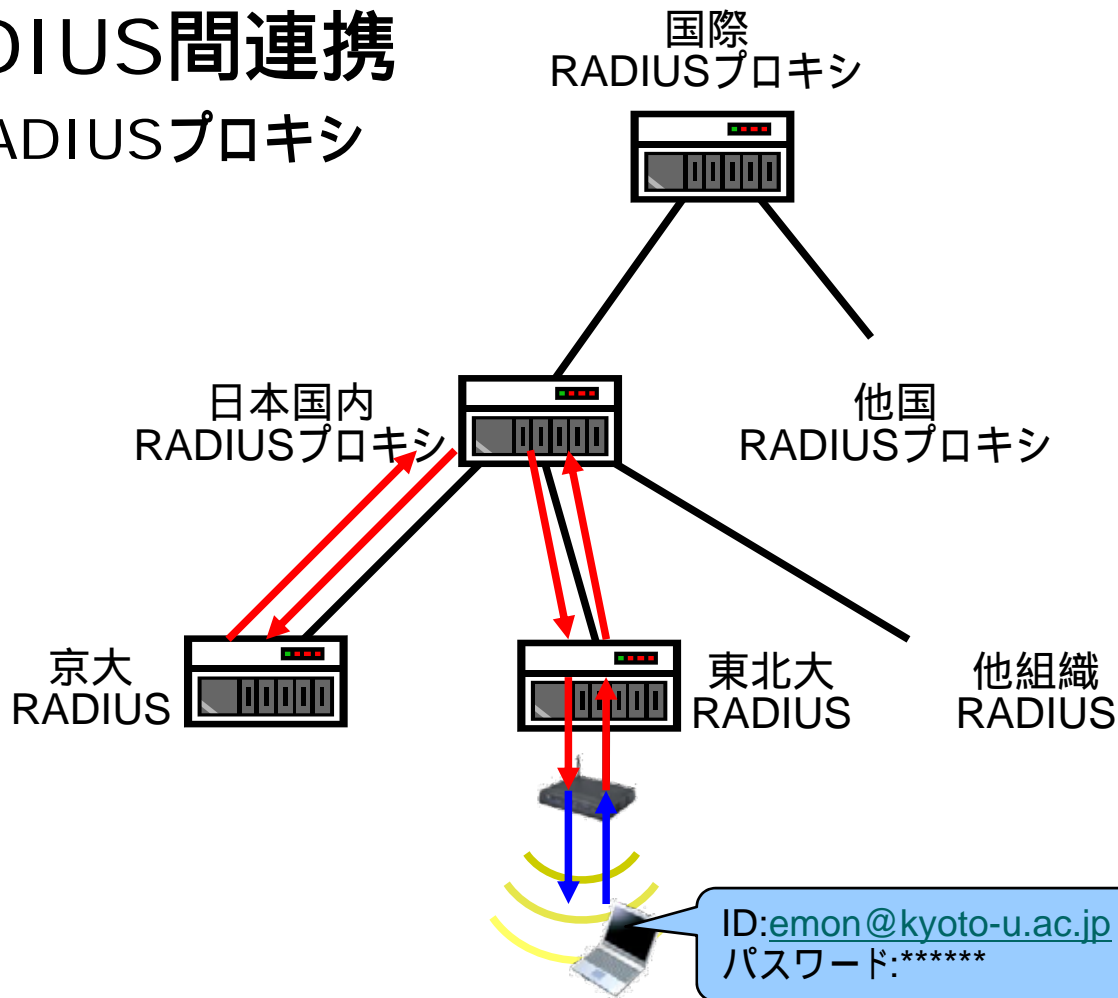 DIUS間連携
ADIUSプロキシ
国際
RADIUSプロキシ
日本国内
RADIUSプロキシ
他国
RADIUSプロキシ
京大
RADIUS
東北大
RADIUS
他組織
RADIUS
ID:emon@kyoto-u.ac.jp
パスワード:******